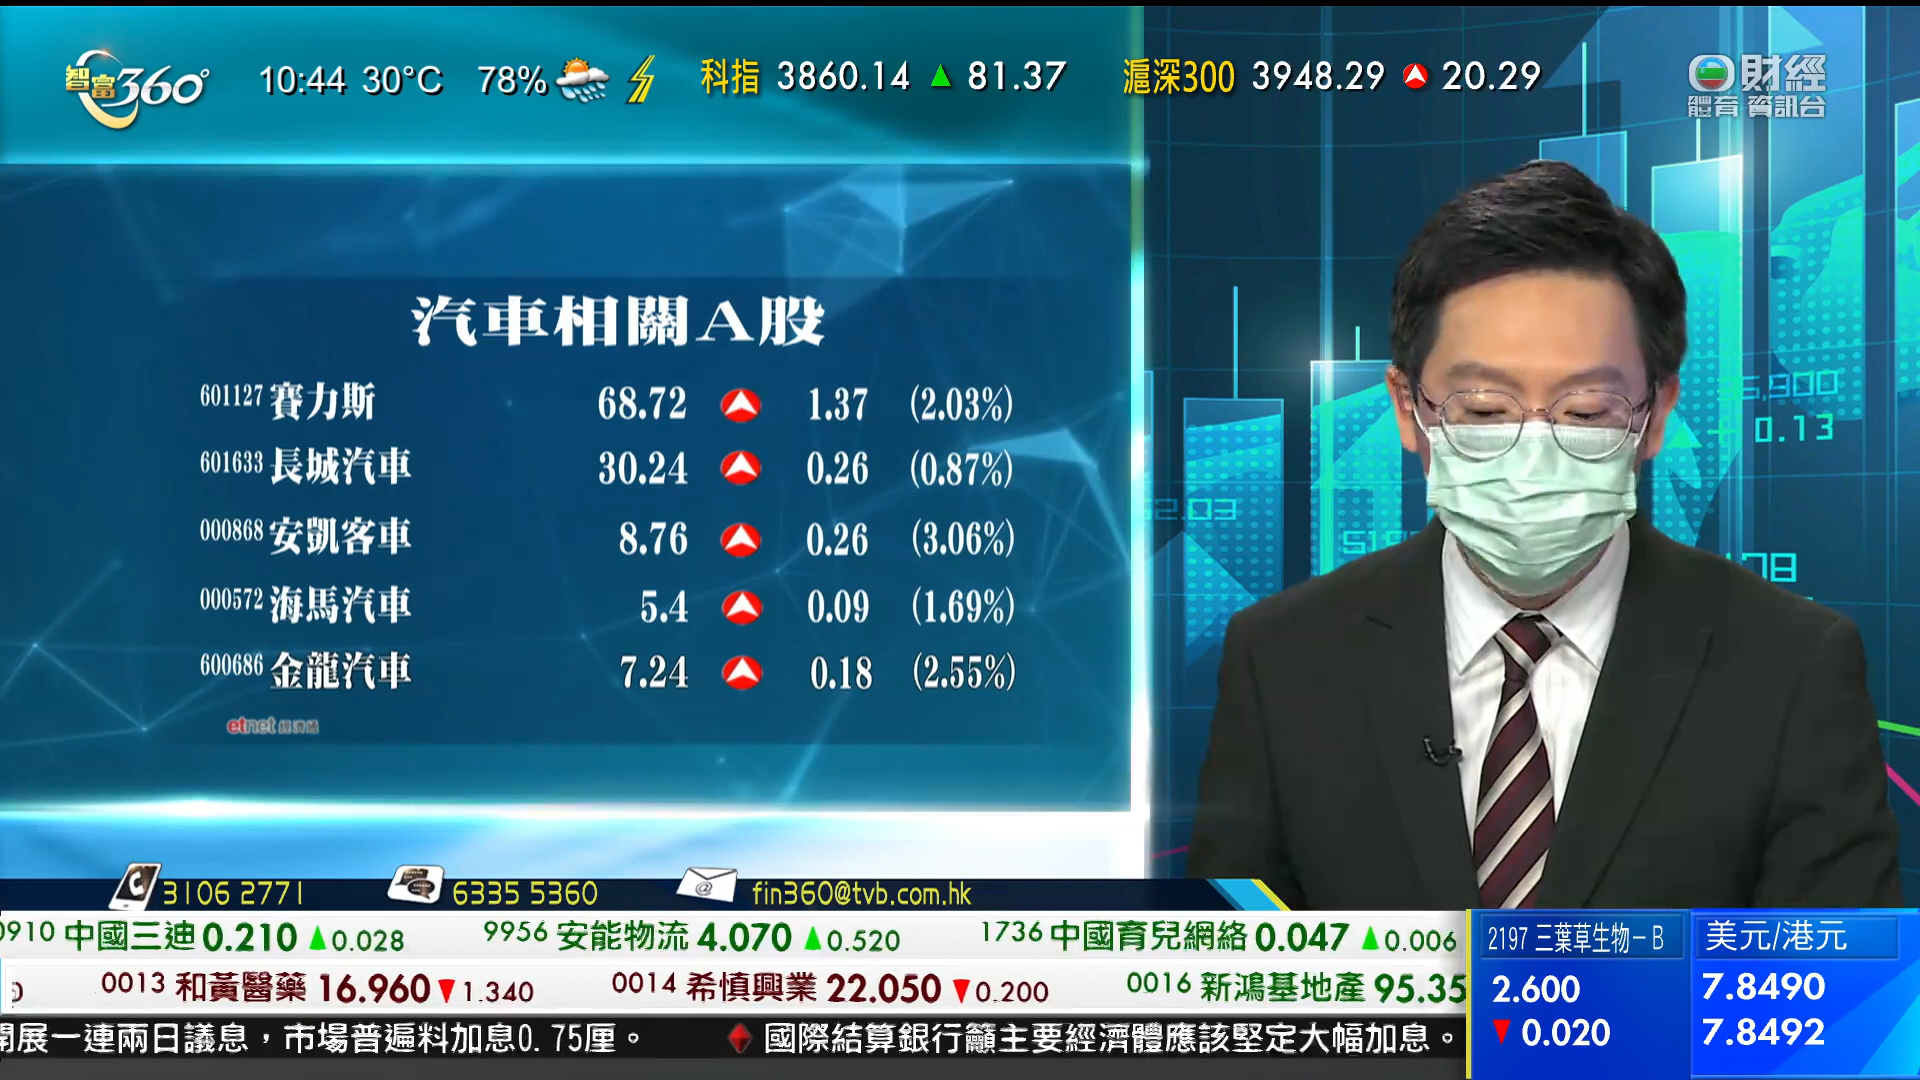 智富360°
10:44 30°C 78% 科指 3860.14 ▲ 81.37 滬深300 3948.29 20.29
財經
體育 資訊台
汽車相關A股
601127 賽力斯 68.72 1.37 (2.03%)
601633 長城汽車 30.24 0.26 (0.87%)
000868 安凱客車 8.76 0.26 (3.06%)
000572 海馬汽車 5.4 0.09 (1.69%)
600686 金龍汽車 7.24 0.18 (2.55%)
etnet 經濟通
0.13
3106 2771 6335 5360 fin360@tvb.com.hk
0910 中國三迪 0.210 ▲0.028 9956 安能物流 4.070 ▲0.520 1736 中國育兒網絡 0.047 ▲0.006
0013 和黃醫藥 16.960 ▼1.340 0014 希慎興業 22.050 ▼0.200 0016 新鴻基地產 95.35
開展一連兩日議息，市場普遍料加息0.75厘。 國際結算銀行籲主要經濟體應該堅定大幅加息。
2197 三葉草生物－B
2.600
▼0.020
美元/港元
7.8490
7.8492